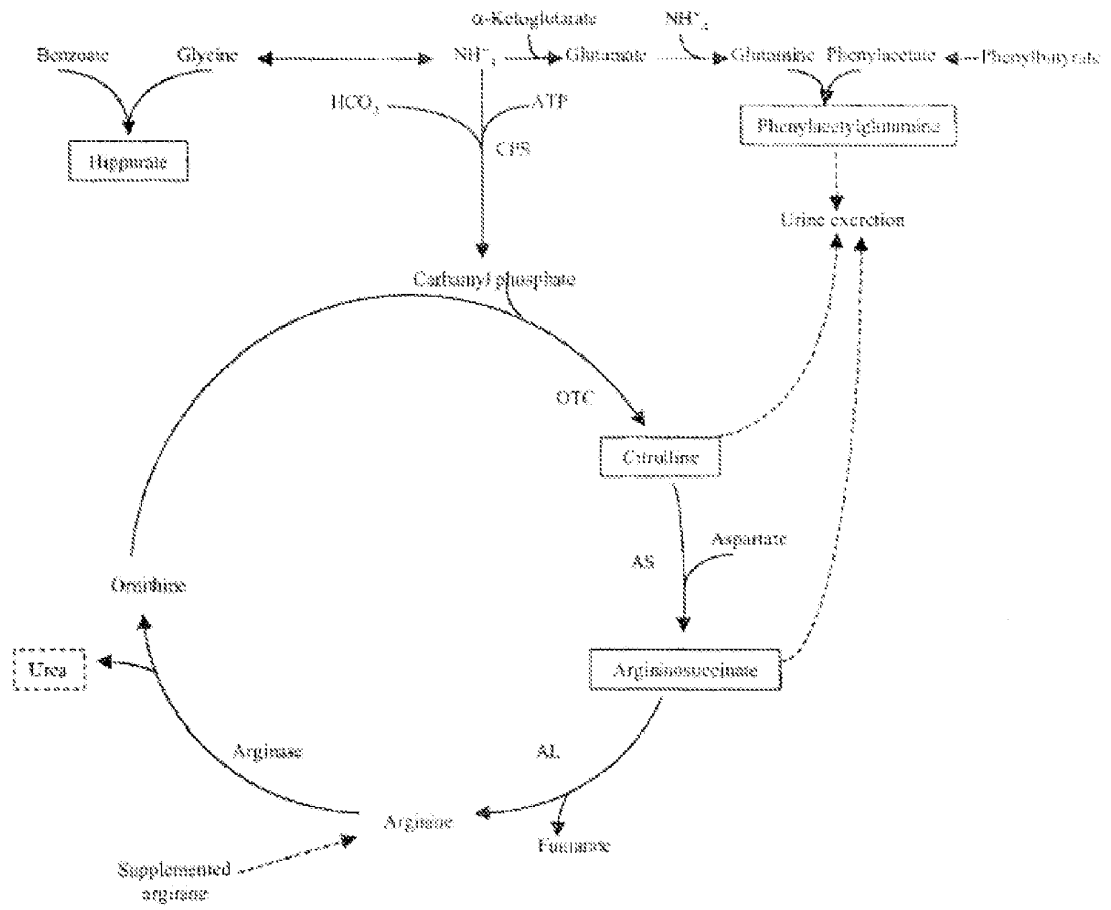 α-Ketoglutarate
NH⁺₄
Benzoate
Glycine
NH⁺₄
Glutamate
Glutamine
Phenylacetate
Phenylbutyrate
HCO₃
ATP
CPS
Hippurate
Phenylacetylglutamine
Urine excretion
Carbamyl phosphate
OTC
Citrulline
AS
Aspartate
Ornithine
Urea
Argininosuccinate
Arginase
AL
Arginine
Fumarate
Supplemented
arginine